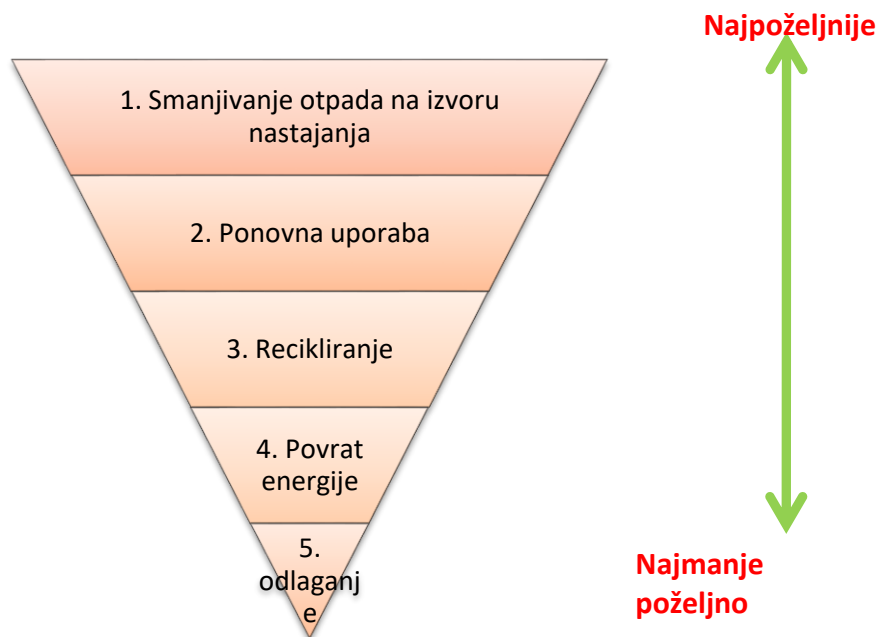 Najpoželjnije
1. Smanjivanje otpada na izvoru
nastajanja
2. Ponovna uporaba
3. Recikliranje
4. Povrat
energije
5.
odlaganj
e
Najmanje
poželjno